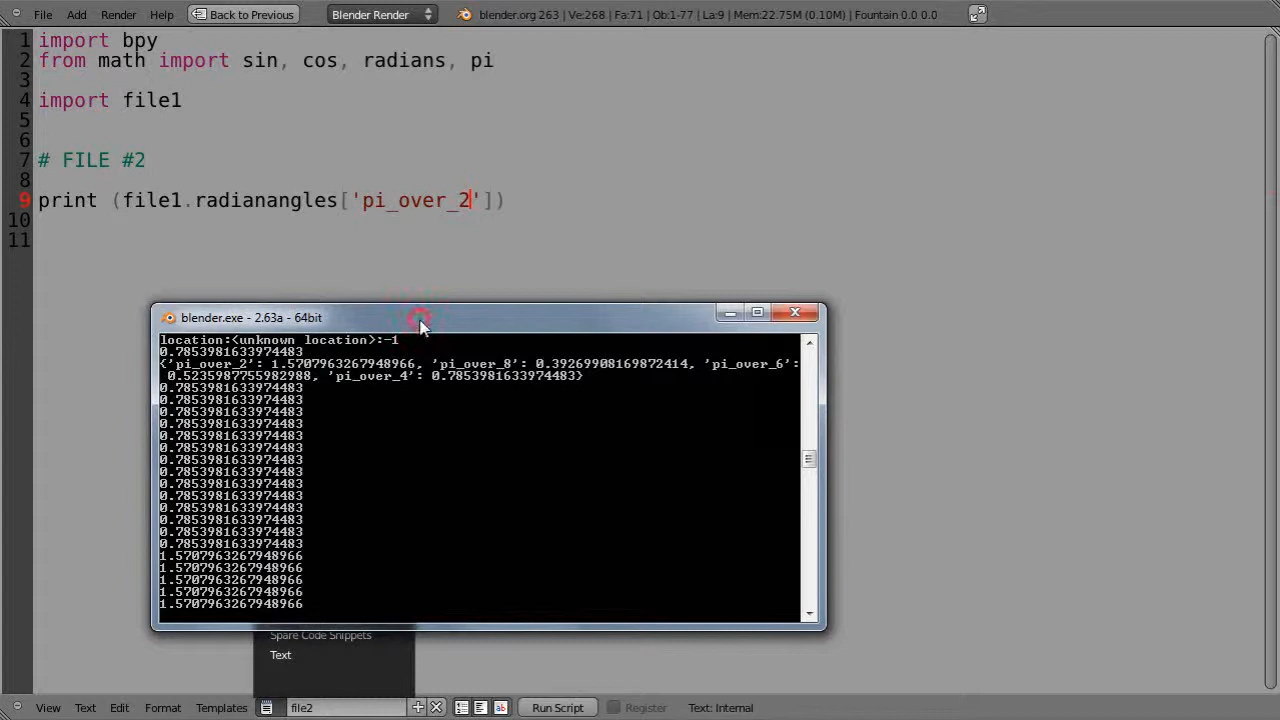 File Add Render Help Back to Previous Blender Render blender.org 263 | Ve:268 | Fa:71 | Ob:1-77 | La:9 | Mem:22.75M (0.10M) | Fountain 0.0 0.0
1 import bpy
2 from math import sin, cos, radians, pi
3
4 import file1
5
6
7 # FILE #2
8
9 print (file1.radianangles['pi_over_2'])
10
11
blender.exe - 2.63a - 64bit
location:<unknown location>:-1
0.7853981633974483
{'pi_over_2': 1.5707963267948966, 'pi_over_8': 0.39269908169872414, 'pi_over_6':
0.5235987755982988, 'pi_over_4': 0.7853981633974483}
0.7853981633974483
0.7853981633974483
0.7853981633974483
0.7853981633974483
0.7853981633974483
0.7853981633974483
0.7853981633974483
0.7853981633974483
0.7853981633974483
0.7853981633974483
0.7853981633974483
0.7853981633974483
0.7853981633974483
0.7853981633974483
1.5707963267948966
1.5707963267948966
1.5707963267948966
1.5707963267948966
1.5707963267948966
Spare Code Snippets
Text
View Text Edit Format Templates file2 Run Script Register Text: Internal